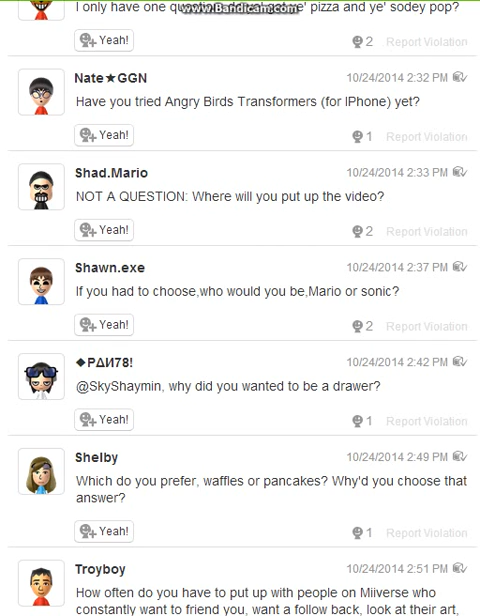 I only have one question, did ya' get ye' pizza and ye' sodey pop?
www.Bandicam.com
Yeah! 2 Report Violation
Nate★GGN 10/24/2014 2:32 PM
Have you tried Angry Birds Transformers (for IPhone) yet?
Yeah! 1 Report Violation
Shad.Mario 10/24/2014 2:33 PM
NOT A QUESTION: Where will you put up the video?
Yeah! 2 Report Violation
Shawn.exe 10/24/2014 2:37 PM
If you had to choose,who would you be,Mario or sonic?
Yeah! 2 Report Violation
◆PΔИ78! 10/24/2014 2:42 PM
@SkyShaymin, why did you wanted to be a drawer?
Yeah! 1 Report Violation
Shelby 10/24/2014 2:49 PM
Which do you prefer, waffles or pancakes? Why'd you choose that
answer?
Yeah! 1 Report Violation
Troyboy 10/24/2014 2:51 PM
How often do you have to put up with people on Miiverse who
constantly want to friend you, want a follow back, look at their art,